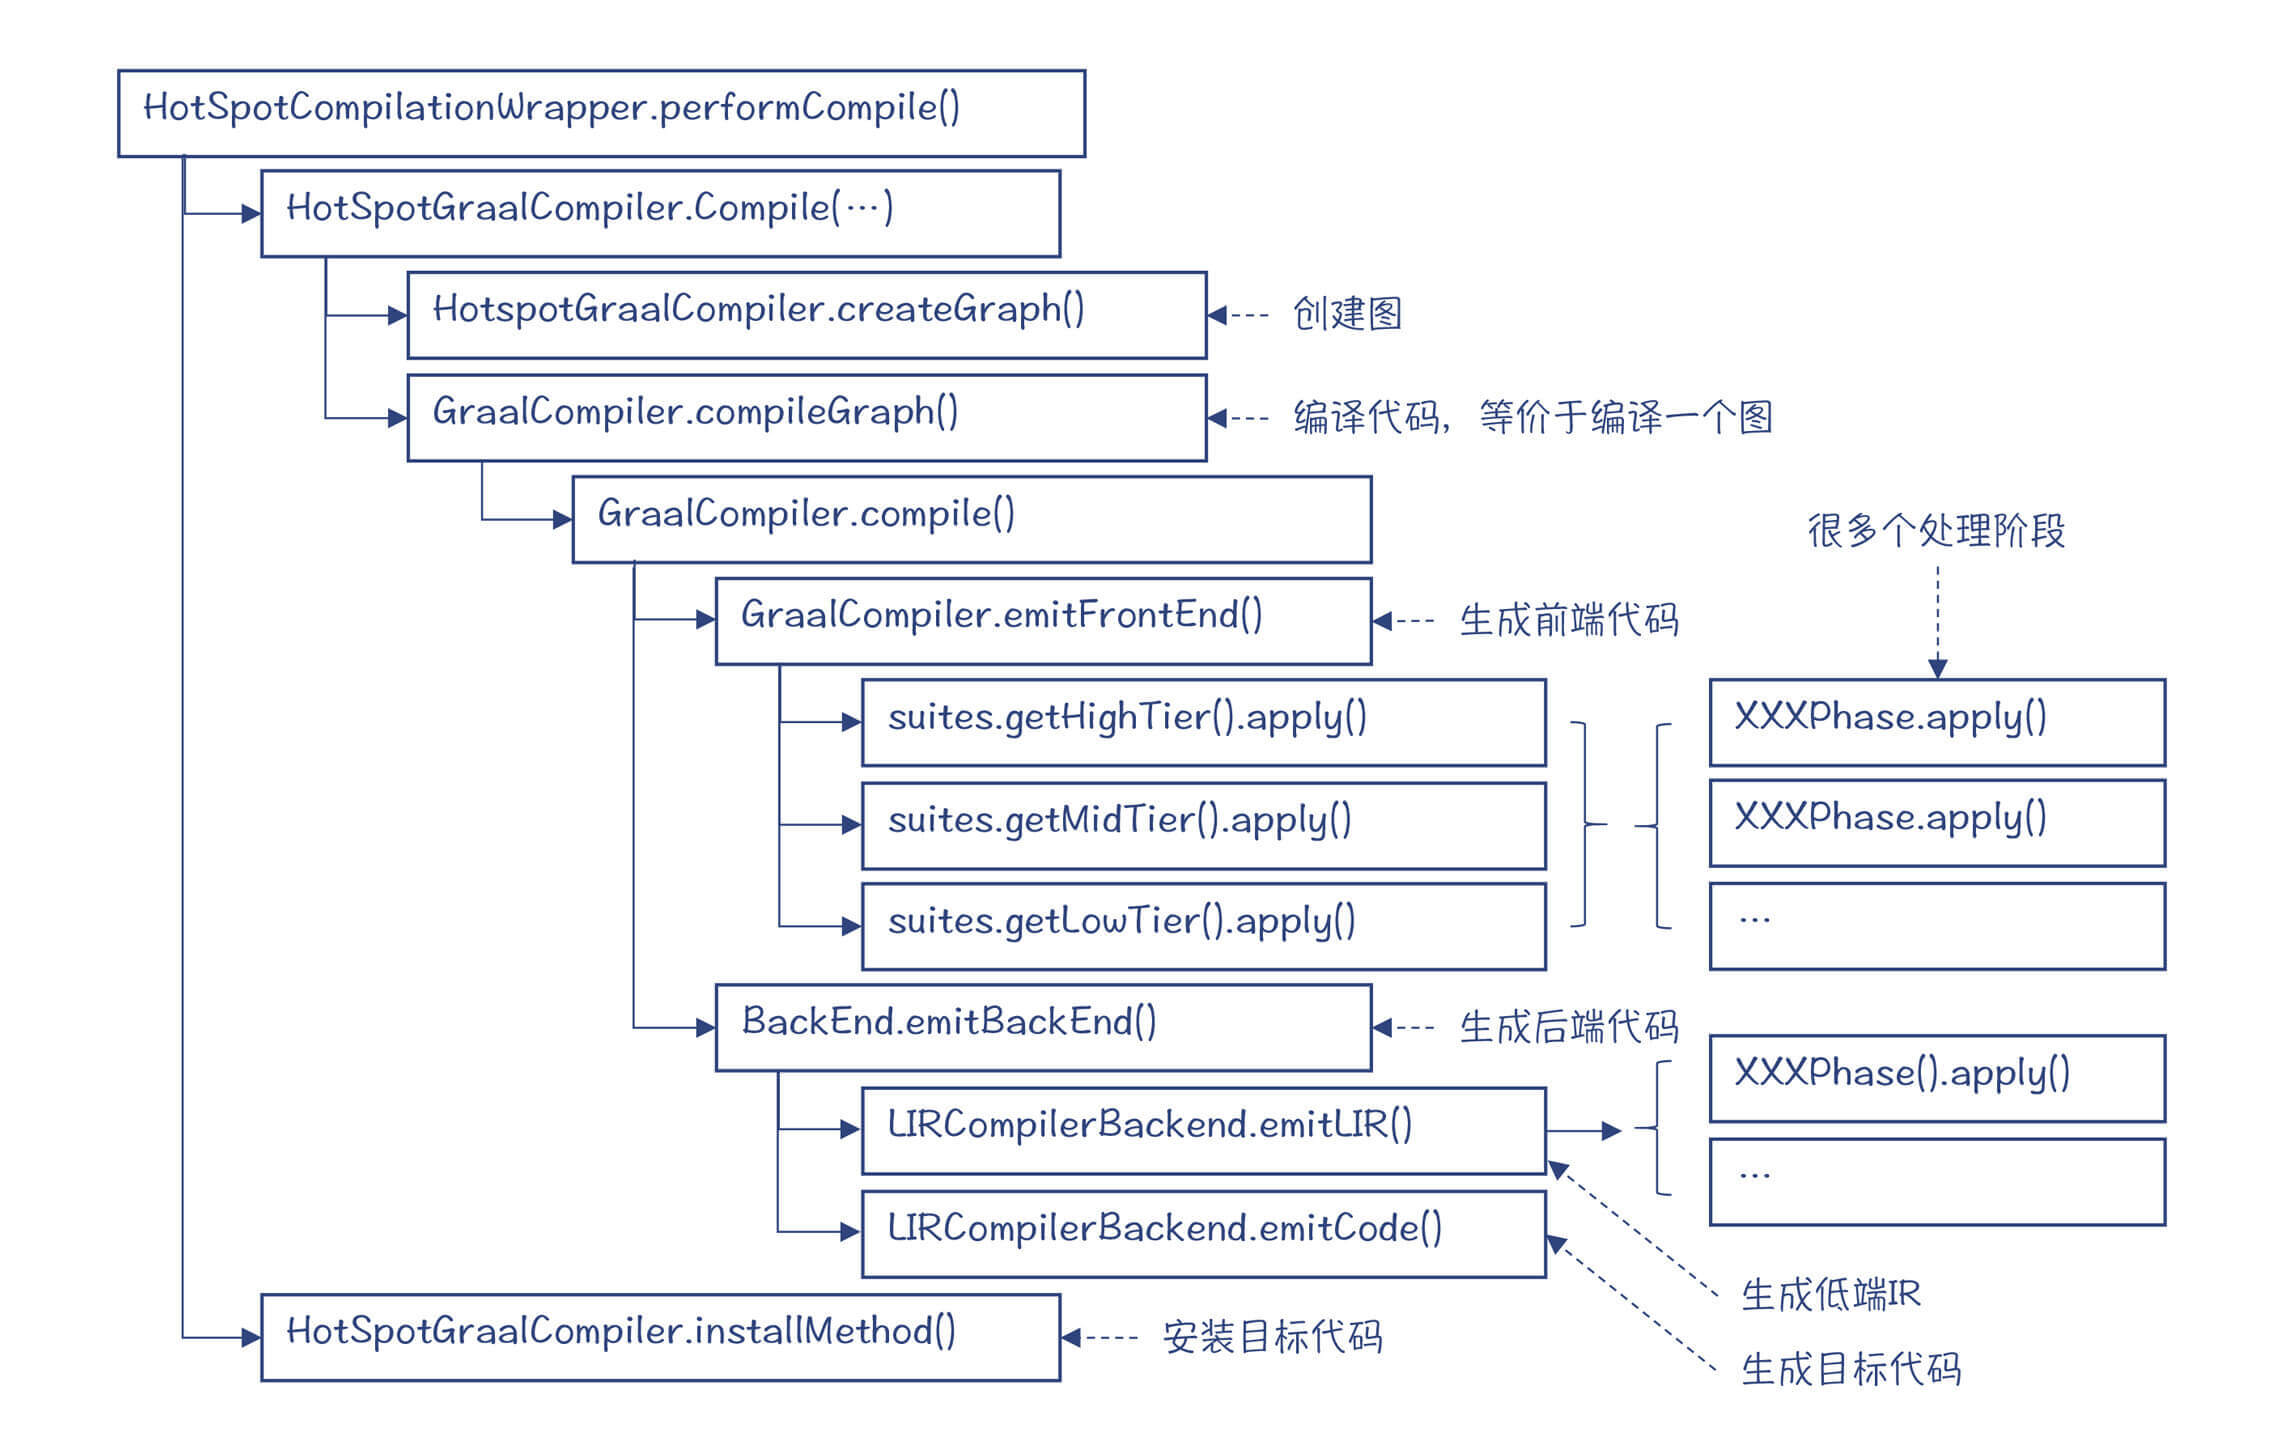 HotSpotCompilationWrapper.performCompile()
HotSpotGraalCompiler.Compile(···)
HotspotGraalCompiler.createGraph()
创建图
GraalCompiler.compileGraph()
编译代码，等价于编译一个图
GraalCompiler.compile()
很多个处理阶段
GraalCompiler.emitFrontEnd()
生成前端代码
suites.getHighTier().apply()
XXXPhase.apply()
suites.getMidTier().apply()
XXXPhase.apply()
suites.getLowTier().apply()
···
BackEnd.emitBackEnd()
生成后端代码
XXXPhase().apply()
LIRCompilerBackend.emitLIR()
···
LIRCompilerBackend.emitCode()
生成低端IR
HotSpotGraalCompiler.installMethod()
安装目标代码
生成目标代码